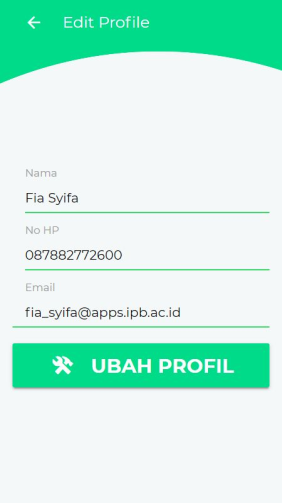 Edit Profile
Nama
Fia Syifa
No HP
087882772600
Email
fia_syifa@apps.ipb.ac.id
UBAH PROFIL